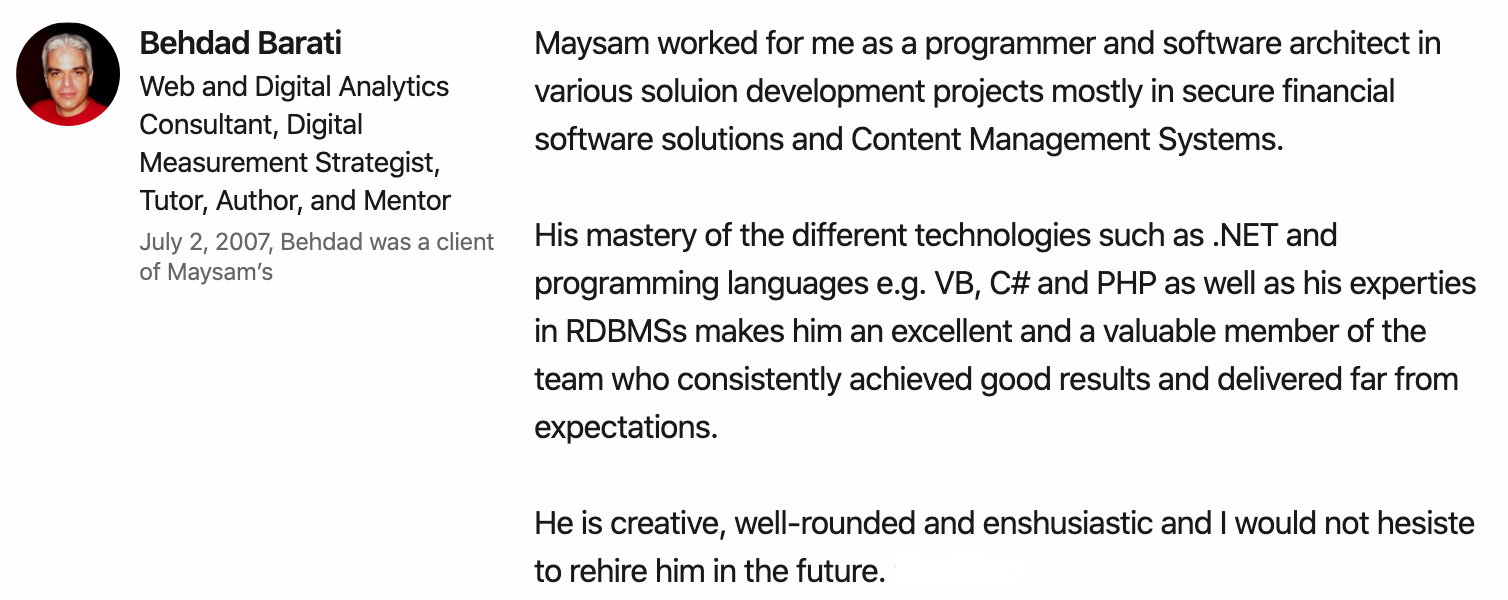 Behdad Barati
Web and Digital Analytics
Consultant, Digital
Measurement Strategist,
Tutor, Author, and Mentor
July 2, 2007, Behdad was a client
of Maysam’s
Maysam worked for me as a programmer and software architect in
various soluion development projects mostly in secure financial
software solutions and Content Management Systems.
His mastery of the different technologies such as .NET and
programming languages e.g. VB, C# and PHP as well as his experties
in RDBMSs makes him an excellent and a valuable member of the
team who consistently achieved good results and delivered far from
expectations.
He is creative, well-rounded and enshusiastic and I would not hesiste
to rehire him in the future.